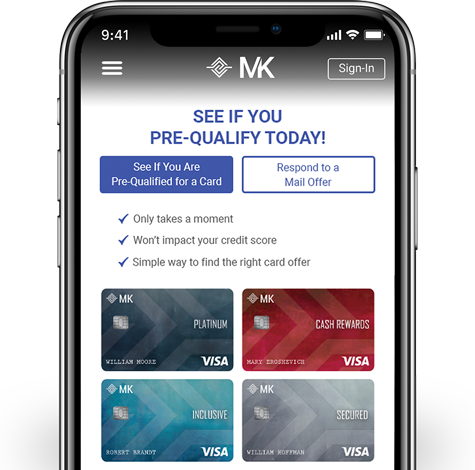 9:41
MK
Sign-In
SEE IF YOU
PRE-QUALIFY TODAY!
See If You Are
Pre-Qualified for a Card
Respond to a
Mail Offer
Only takes a moment
Won't impact your credit score
Simple way to find the right card offer
MK
PLATINUM
WILLIAM MOORE
VISA
MK
CASH REWARDS
MARY EROSHEVICH
VISA
MK
INCLUSIVE
ROBERT BRANDT
VISA
MK
SECURED
WILLIAM HOFFMAN
VISA